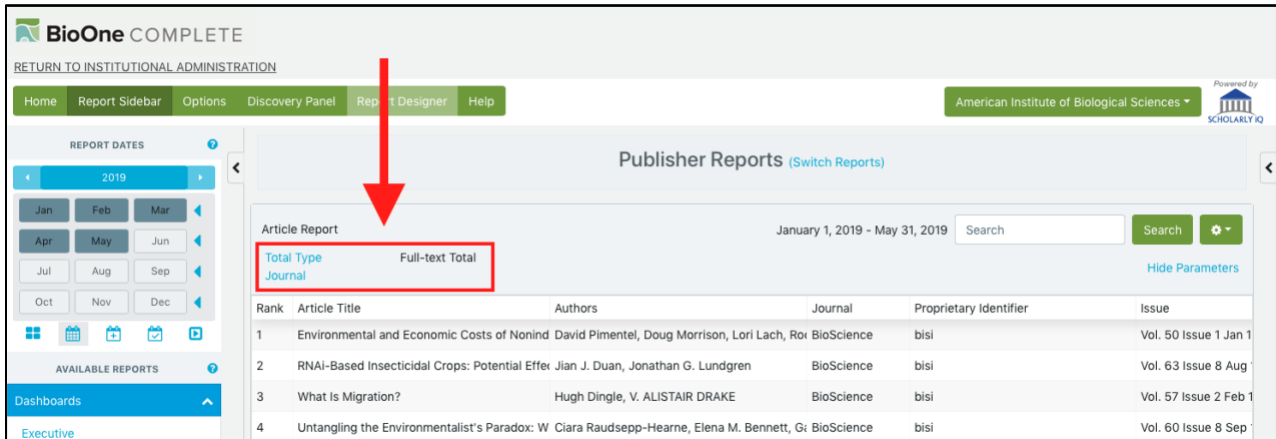 BioOne COMPLETE
RETURN TO INSTITUTIONAL ADMINISTRATION
Home Report Sidebar Options Discovery Panel Report Designer Help
American Institute of Biological Sciences
Powered by
SCHOLARLY iQ
REPORT DATES
2019
Jan Feb Mar
Apr May Jun
Jul Aug Sep
Oct Nov Dec
AVAILABLE REPORTS
Dashboards
Executive
Publisher Reports (Switch Reports)
Article Report
January 1, 2019 - May 31, 2019 Search Search
Total Type Full-text Total
Journal
Hide Parameters
Rank Article Title Authors Journal Proprietary Identifier Issue
1 Environmental and Economic Costs of Nonind David Pimentel, Doug Morrison, Lori Lach, Ro BioScience bisi Vol. 50 Issue 1 Jan 1
2 RNAi-Based Insecticidal Crops: Potential Effe Jian J. Duan, Jonathan G. Lundgren BioScience bisi Vol. 63 Issue 8 Aug
3 What Is Migration? Hugh Dingle, V. ALISTAIR DRAKE BioScience bisi Vol. 57 Issue 2 Feb 1
4 Untangling the Environmentalist's Paradox: W Ciara Raudsepp-Hearne, Elena M. Bennett, G BioScience bisi Vol. 60 Issue 8 Sep